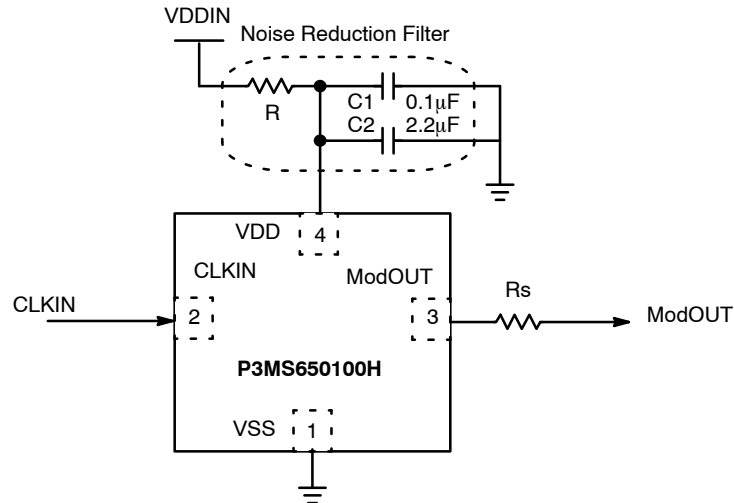 VDDIN
Noise Reduction Filter
R
C1 0.1μF
C2 2.2μF
VDD
4
CLKIN
ModOUT
Rs
CLKIN
2
3
ModOUT
P3MS650100H
VSS
1